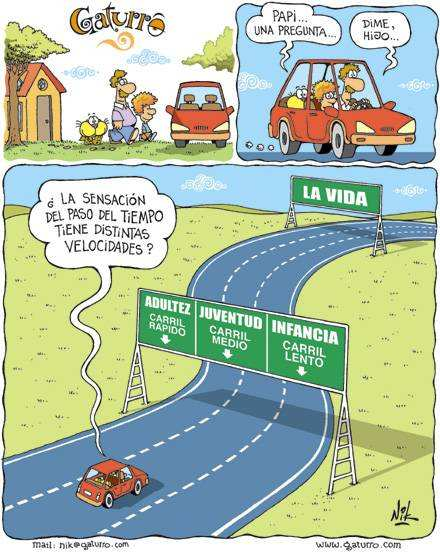 Gaturro
PAPI...
UNA PREGUNTA...
DIME,
HIJO...
¿ LA SENSACIÓN
DEL PASO DEL TIEMPO
TIENE DISTINTAS
VELOCIDADES ?
LA VIDA
ADULTEZ
CARRIL
RÁPIDO
JUVENTUD
CARRIL
MEDIO
INFANCIA
CARRIL
LENTO
Nik
mail: nik@gaturro.com
www.gaturro.com